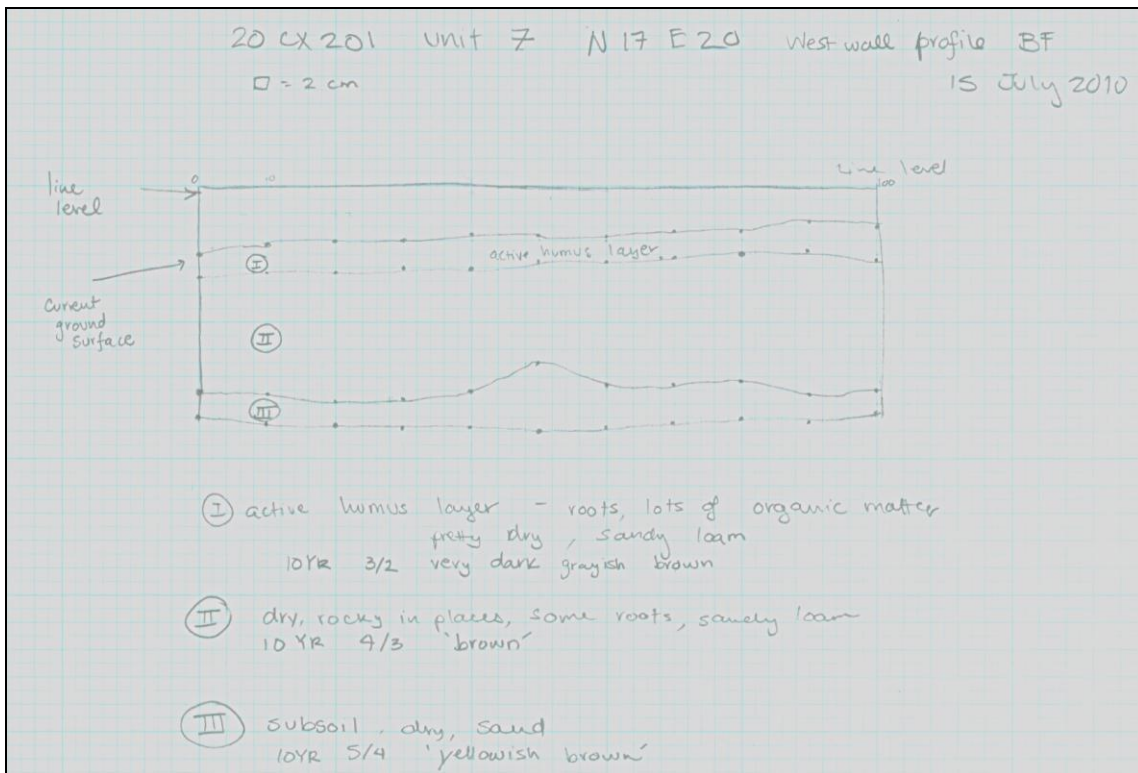 20 CX 201 Unit 7 N 17 E 20 West wall profile BF
□ = 2 cm 15 July 2010
line level
0 10 100
line
level
active humus layer
I
current
ground
surface
II
III
I active humus layer - roots, lots of organic matter
pretty dry, sandy loam
10YR 3/2 very dark grayish brown
II dry, rocky in places, some roots, sandy loam
10 YR 4/3 'brown'
III subsoil, dry, sand
10YR 5/4 'yellowish brown'